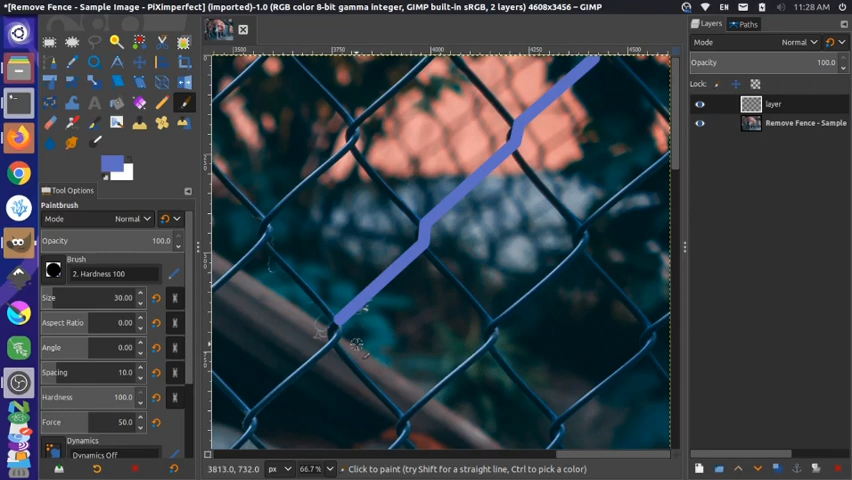 *[Remove Fence - Sample Image - PiXimperfect] (imported)-1.0 (RGB color 8-bit gamma integer, GIMP built-in sRGB, 2 layers) 4608x3456 – GIMP
EN
11:28 AM
Layers
Paths
Mode
Normal
Opacity
100.0
Lock:
layer
Remove Fence - Sample
3500
3750
4000
4250
4500
Tool Options
Paintbrush
Mode
Normal
Opacity
100.0
Brush
2. Hardness 100
Size
30.00
Aspect Ratio
0.00
Angle
0.00
Spacing
10.0
Hardness
100.0
Force
50.0
Dynamics
Dynamics Off
3813.0, 732.0
px
66.7 %
Click to paint (try Shift for a straight line, Ctrl to pick a color)